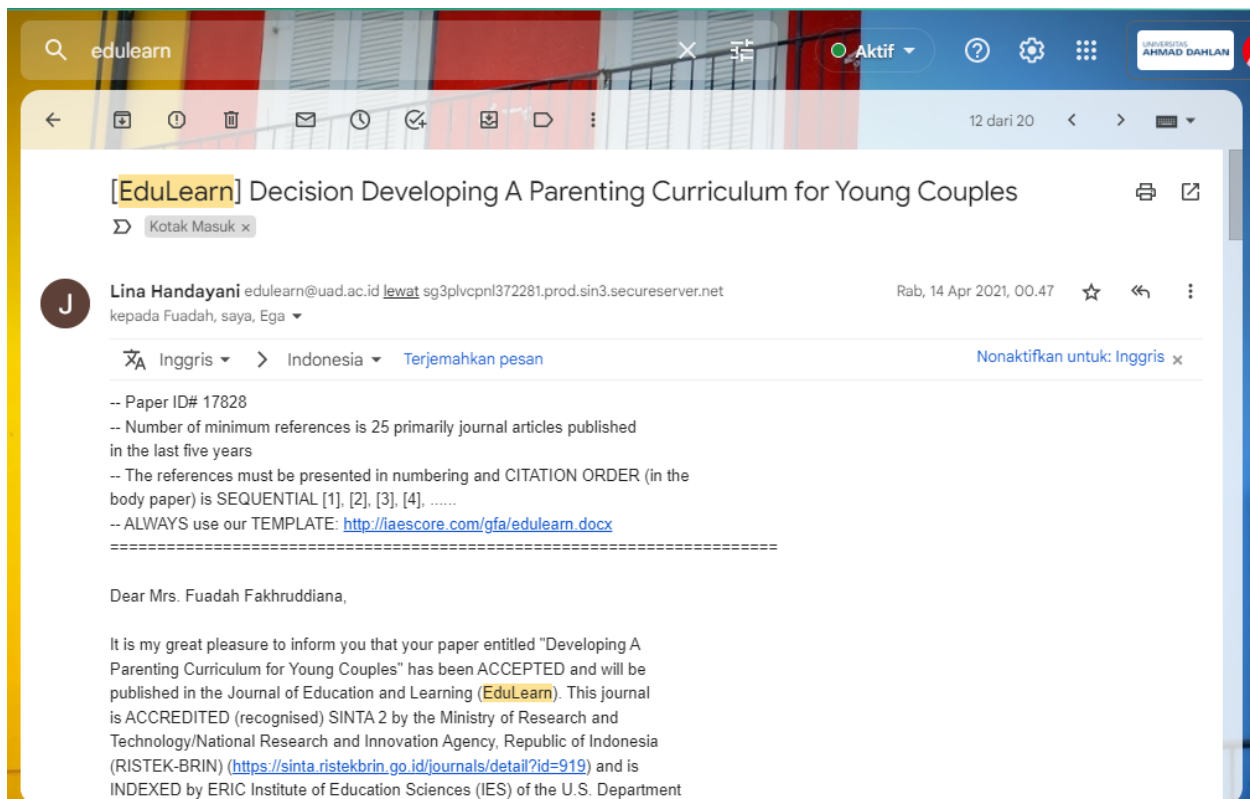 edulearn
Aktif
UNIVERSITAS
AHMAD DAHLAN
12 dari 20
[EduLearn] Decision Developing A Parenting Curriculum for Young Couples
Kotak Masuk ×
J
Lina Handayani edulearn@uad.ac.id lewat sg3plvcpnl372281.prod.sin3.secureserver.net
Rab, 14 Apr 2021, 00.47
kepada Fuadah, saya, Ega
Inggris > Indonesia Terjemahkan pesan
Nonaktifkan untuk: Inggris ×
-- Paper ID# 17828
-- Number of minimum references is 25 primarily journal articles published
in the last five years
-- The references must be presented in numbering and CITATION ORDER (in the
body paper) is SEQUENTIAL [1], [2], [3], [4], ......
-- ALWAYS use our TEMPLATE: http://iaescore.com/gfa/edulearn.docx
=======================================================================
Dear Mrs. Fuadah Fakhruddiana,
It is my great pleasure to inform you that your paper entitled "Developing A
Parenting Curriculum for Young Couples" has been ACCEPTED and will be
published in the Journal of Education and Learning (EduLearn). This journal
is ACCREDITED (recognised) SINTA 2 by the Ministry of Research and
Technology/National Research and Innovation Agency, Republic of Indonesia
(RISTEK-BRIN) (https://sinta.ristekbrin.go.id/journals/detail?id=919) and is
INDEXED by ERIC Institute of Education Sciences (IES) of the U.S. Department